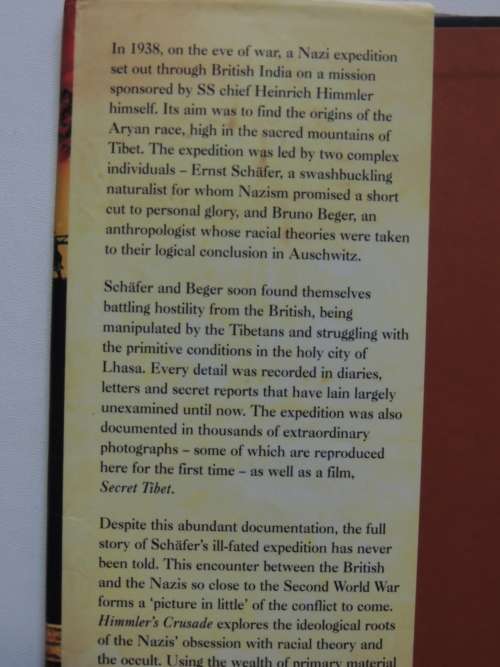 In 1938, on the eve of war, a Nazi expedition
set out through British India on a mission
sponsored by SS chief Heinrich Himmler
himself. Its aim was to find the origins of the
Aryan race, high in the sacred mountains of
Tibet. The expedition was led by two complex
individuals – Ernst Schäfer, a swashbuckling
naturalist for whom Nazism promised a short
cut to personal glory, and Bruno Beger, an
anthropologist whose racial theories were taken
to their logical conclusion in Auschwitz.
Schäfer and Beger soon found themselves
battling hostility from the British, being
manipulated by the Tibetans and struggling with
the primitive conditions in the holy city of
Lhasa. Every detail was recorded in diaries,
letters and secret reports that have lain largely
unexamined until now. The expedition was also
documented in thousands of extraordinary
photographs – some of which are reproduced
here for the first time – as well as a film,
Secret Tibet.
Despite this abundant documentation, the full
story of Schäfer's ill-fated expedition has never
been told. This encounter between the British
and the Nazis so close to the Second World War
forms a 'picture in little' of the conflict to come.
Himmler's Crusade explores the ideological roots
of the Nazis' obsession with racial theory and
the occult. Using the wealth of primary material